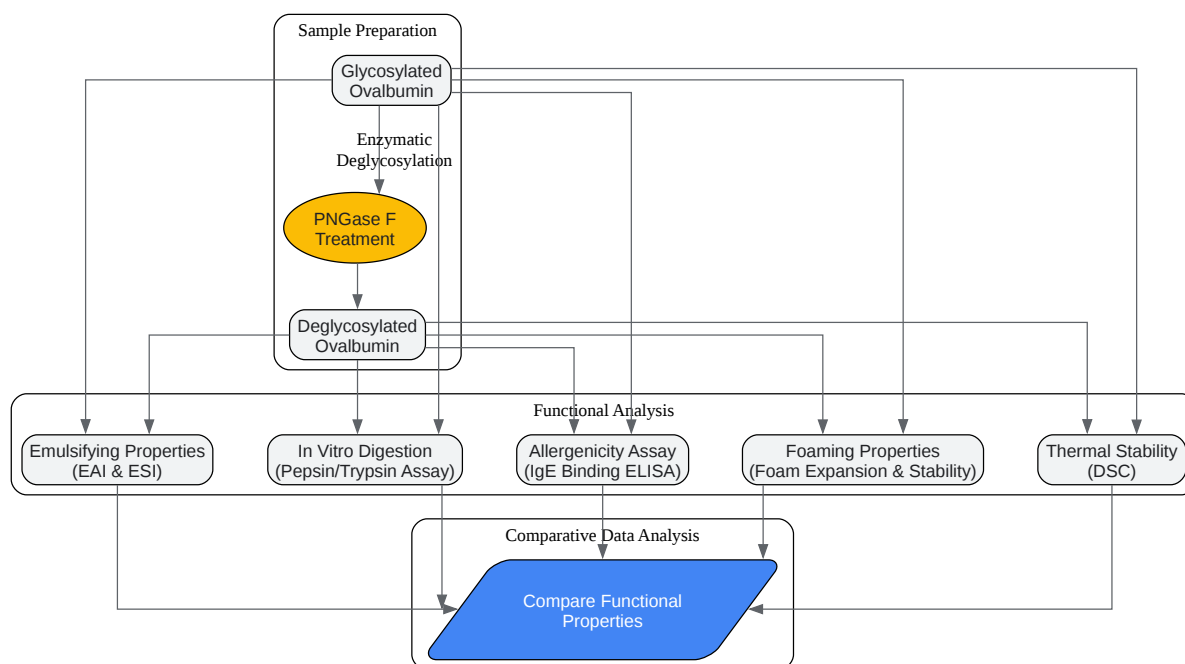 Sample Preparation
Glycosylated
Ovalbumin
Enzymatic
Deglycosylation
PNGase F
Treatment
Deglycosylated
Ovalbumin
Functional Analysis
Emulsifying Properties
(EAI & ESI)
In Vitro Digestion
(Pepsin/Trypsin Assay)
Allergenicity Assay
(IgE Binding ELISA)
Foaming Properties
(Foam Expansion & Stability)
Thermal Stability
(DSC)
Comparative Data Analysis
Compare Functional
Properties